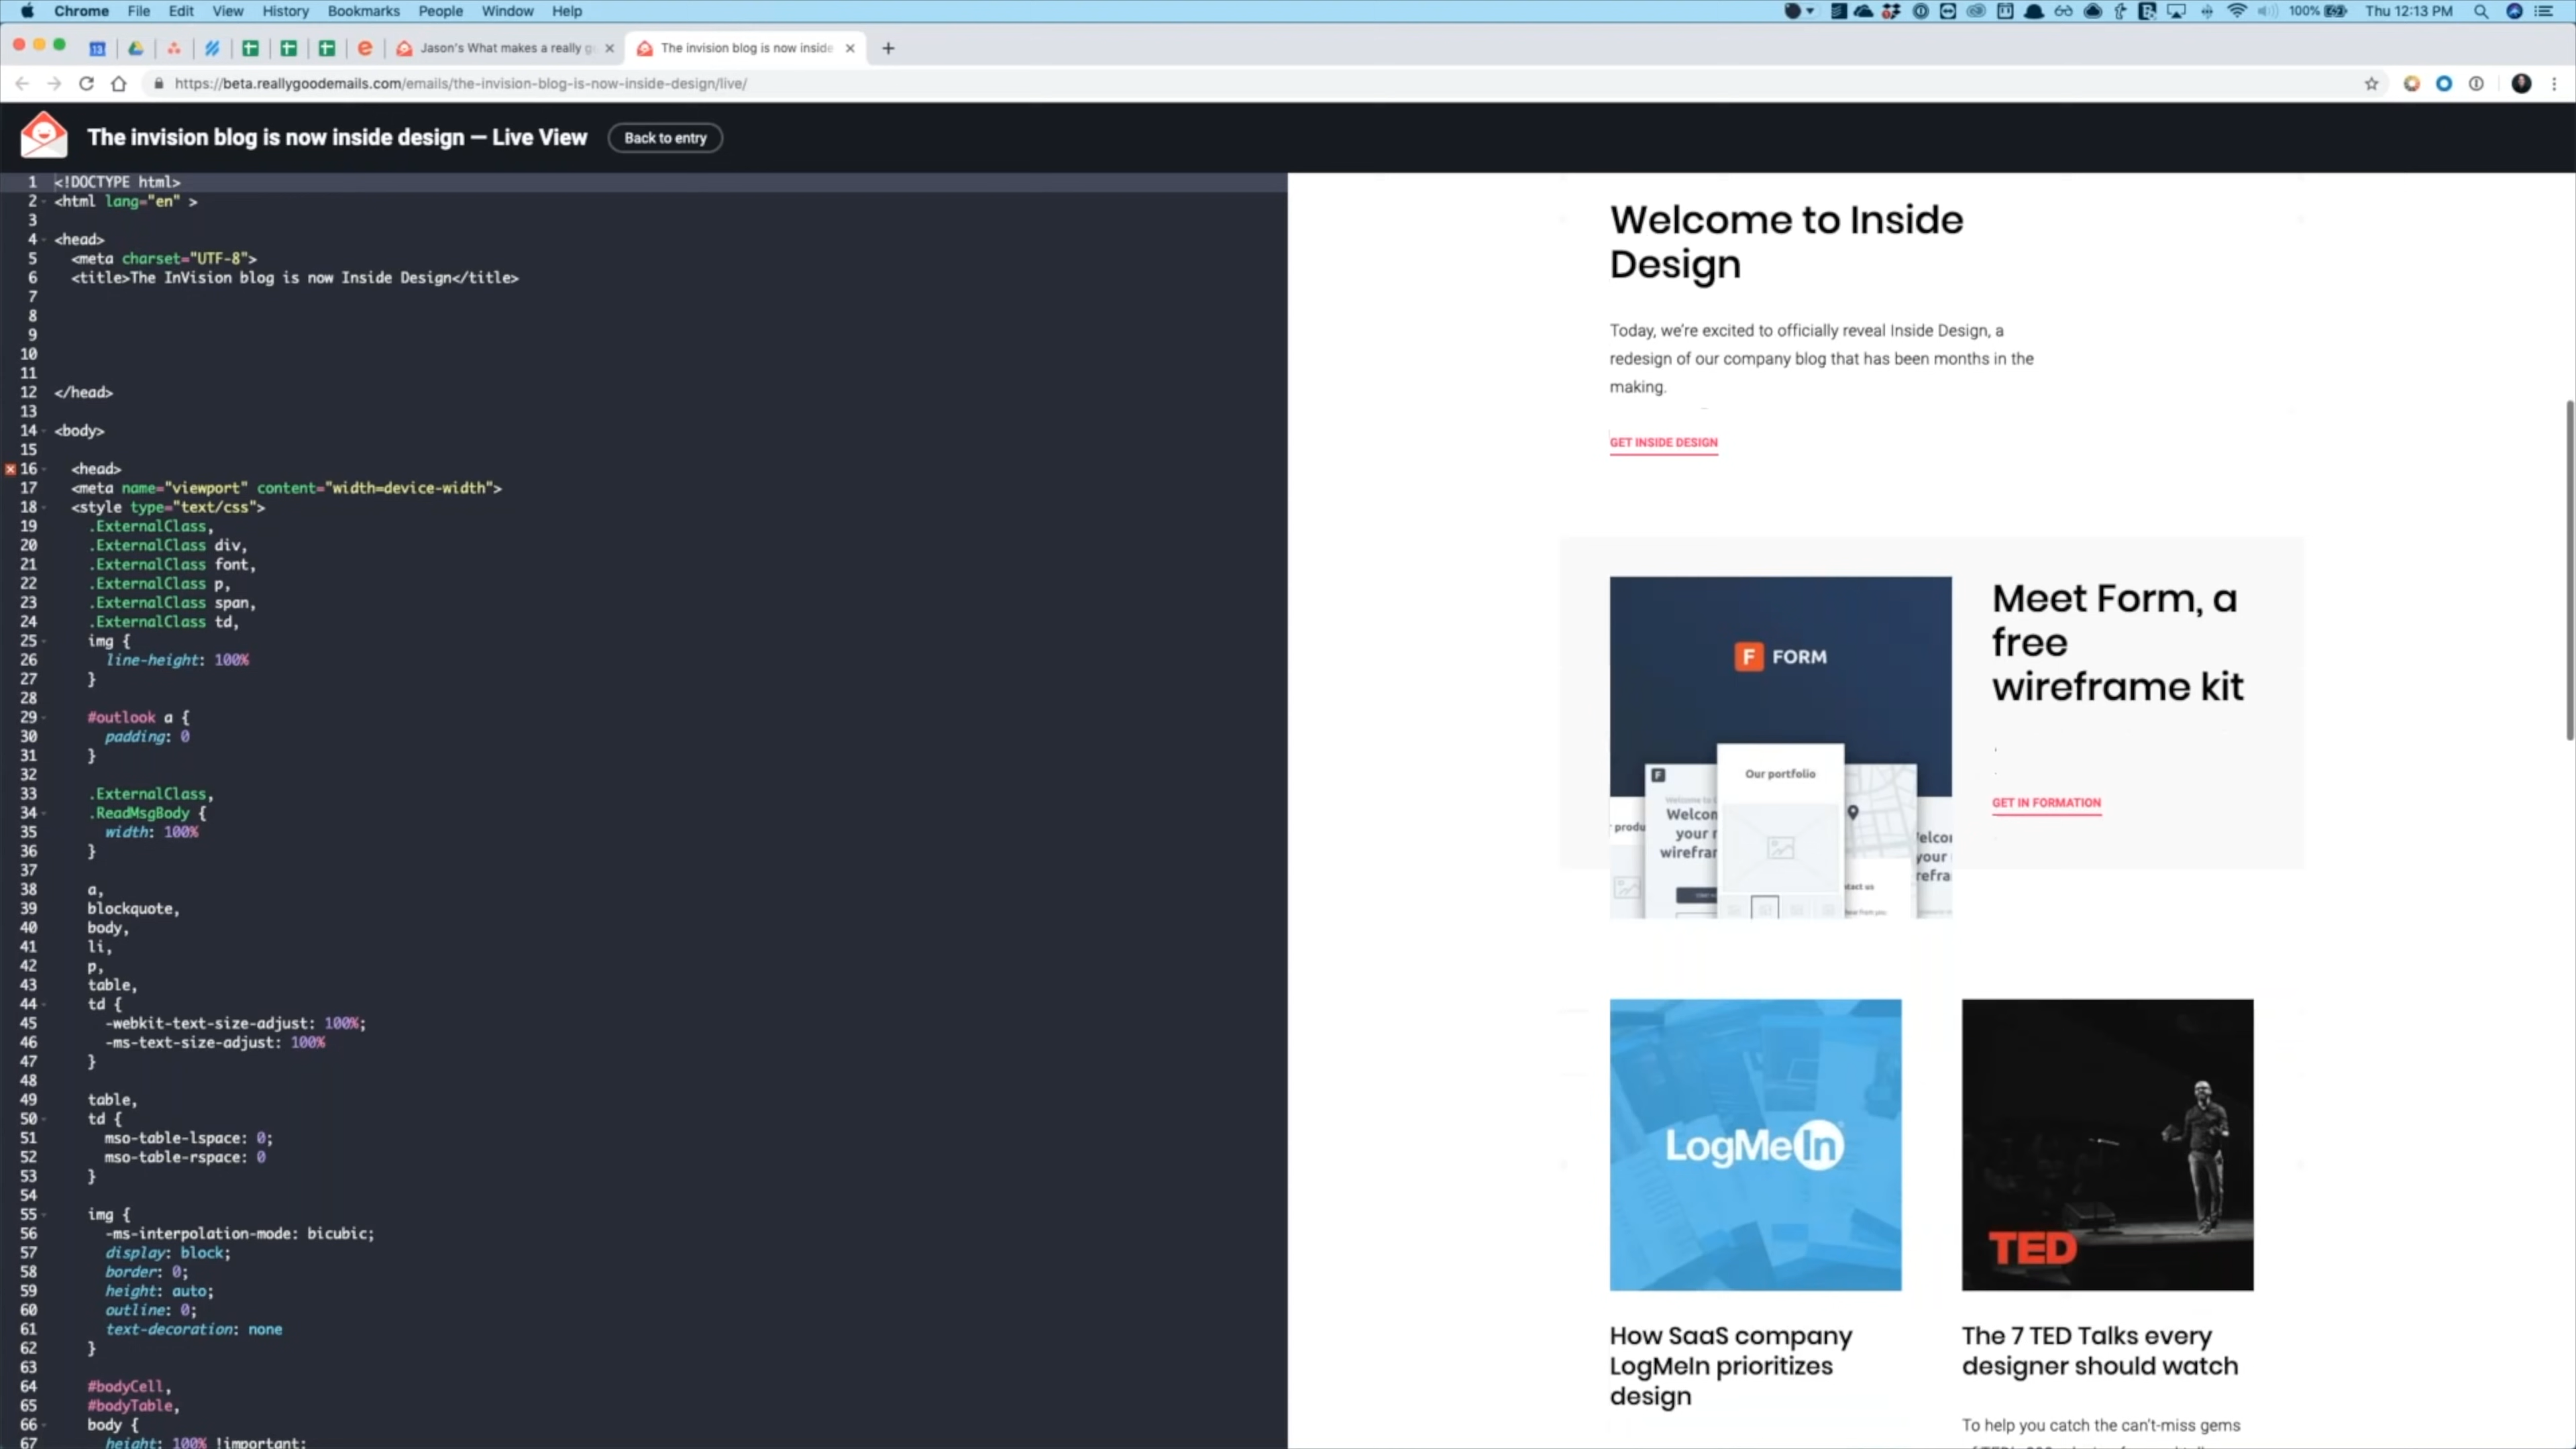 Chrome File Edit View History Bookmarks People Window Help
100% Thu 12:13 PM
13
Jason's What makes a really g
The invision blog is now inside
https://beta.reallygoodemails.com/emails/the-invision-blog-is-now-inside-design/live/
The invision blog is now inside design — Live View
Back to entry
1 <!DOCTYPE html>
2 <html lang="en" >
3
4 <head>
5 <meta charset="UTF-8">
6 <title>The InVision blog is now Inside Design</title>
7
8
9
10
11
12 </head>
13
14 <body>
15
16 <head>
17 <meta name="viewport" content="width=device-width">
18 <style type="text/css">
19 .ExternalClass,
20 .ExternalClass div,
21 .ExternalClass font,
22 .ExternalClass p,
23 .ExternalClass span,
24 .ExternalClass td,
25 img {
26 line-height: 100%
27 }
28
29 #outlook a {
30 padding: 0
31 }
32
33 .ExternalClass,
34 .ReadMsgBody {
35 width: 100%
36 }
37
38 a,
39 blockquote,
40 body,
41 li,
42 p,
43 table,
44 td {
45 -webkit-text-size-adjust: 100%;
46 -ms-text-size-adjust: 100%
47 }
48
49 table,
50 td {
51 mso-table-lspace: 0;
52 mso-table-rspace: 0
53 }
54
55 img {
56 -ms-interpolation-mode: bicubic;
57 display: block;
58 border: 0;
59 height: auto;
60 outline: 0;
61 text-decoration: none
62 }
63
64 #bodyCell,
65 #bodyTable,
66 body {
67 height: 100% !important;
Welcome to Inside
Design
Today, we're excited to officially reveal Inside Design, a
redesign of our company blog that has been months in the
making.
GET INSIDE DESIGN
F FORM
Our portfolio
F
Welcon
your r
wirefrar
r produ
elcor
your
refra
tact us
Meet Form, a
free
wireframe kit
GET IN FORMATION
LogMeIn
TED
How SaaS company
LogMeIn prioritizes
design
The 7 TED Talks every
designer should watch
To help you catch the can't-miss gems